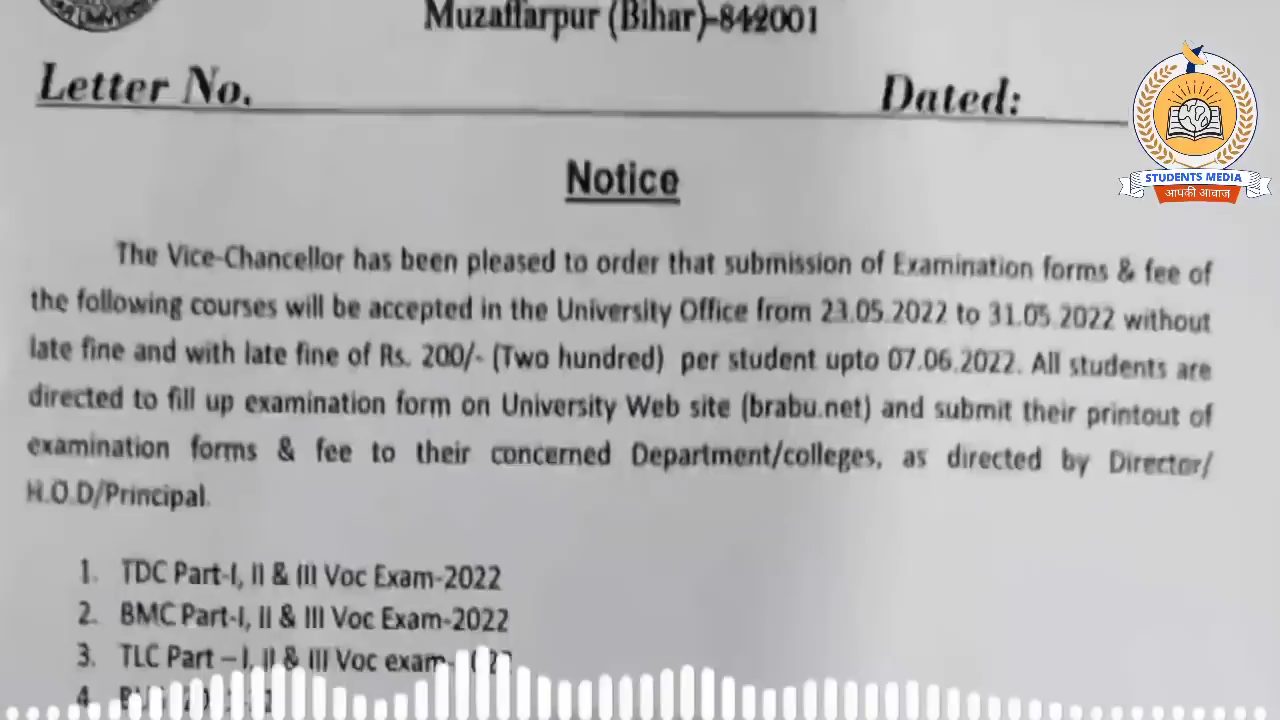 Muzaffarpur (Bihar)-842001
Letter No. Dated:
STUDENTS MEDIA
आपकी आवाज
Notice
The Vice-Chancellor has been pleased to order that submission of Examination forms & fee of
the following courses will be accepted in the University Office from 23.05.2022 to 31.05.2022 without
late fine and with late fine of Rs. 200/- (Two hundred) per student upto 07.06.2022. All students are
directed to fill up examination form on University Web site (brabu.net) and submit their printout of
examination forms & fee to their concerned Department/colleges, as directed by Director/
H.O.D/Principal.
1. TDC Part-I, II & III Voc Exam-2022
2. BMC Part-I, II & III Voc Exam-2022
3. TLC Part – I, II & III Voc exam-
4.